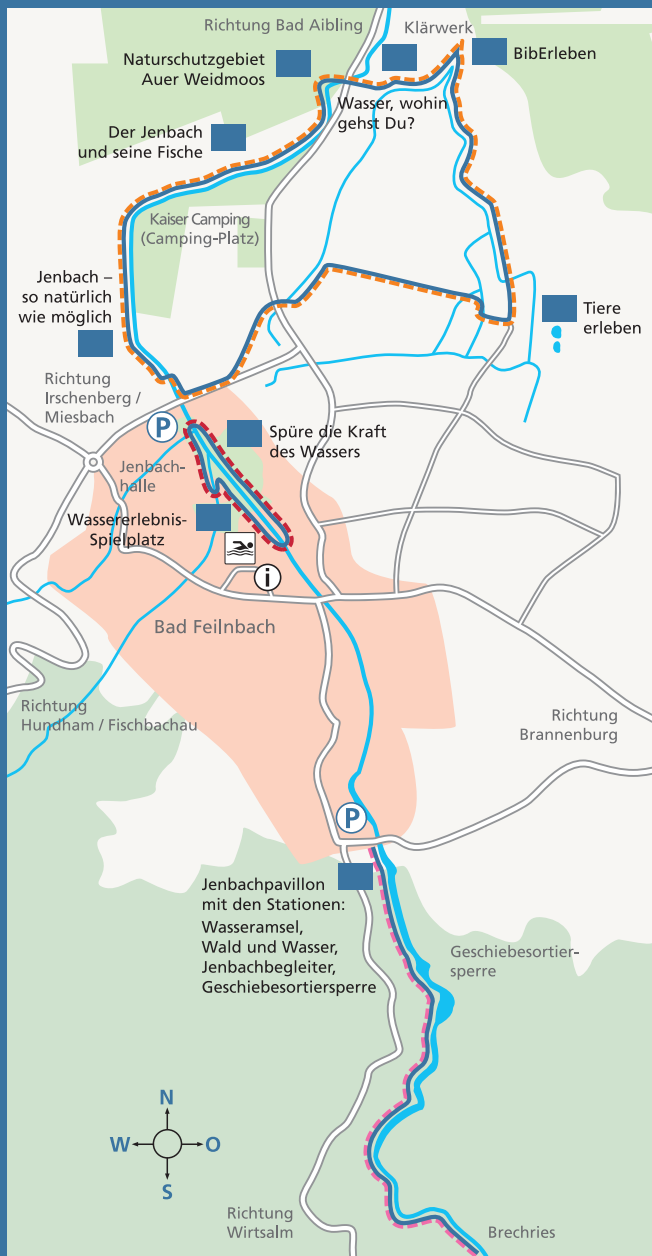 Richtung Bad Aibling
Klärwerk
Naturschutzgebiet
Auer Weidmoos
BibErleben
Wasser, wohin
gehst Du?
Der Jenbach
und seine Fische
Kaiser Camping
(Camping-Platz)
Jenbach –
so natürlich
wie möglich
Tiere
erleben
Richtung
Irschenberg /
Miesbach
P
Spüre die Kraft
des Wassers
Jenbach-
halle
Wassererlebnis-
Spielplatz
i
Bad Feilnbach
Richtung
Hundham / Fischbachau
Richtung
Brannenburg
P
Jenbachpavillon
mit den Stationen:
Wasseramsel,
Wald und Wasser,
Jenbachbegleiter,
Geschiebesortiersperre
Geschiebesortier-
sperre
N
W
O
S
Richtung
Wirtsalm
Brechries